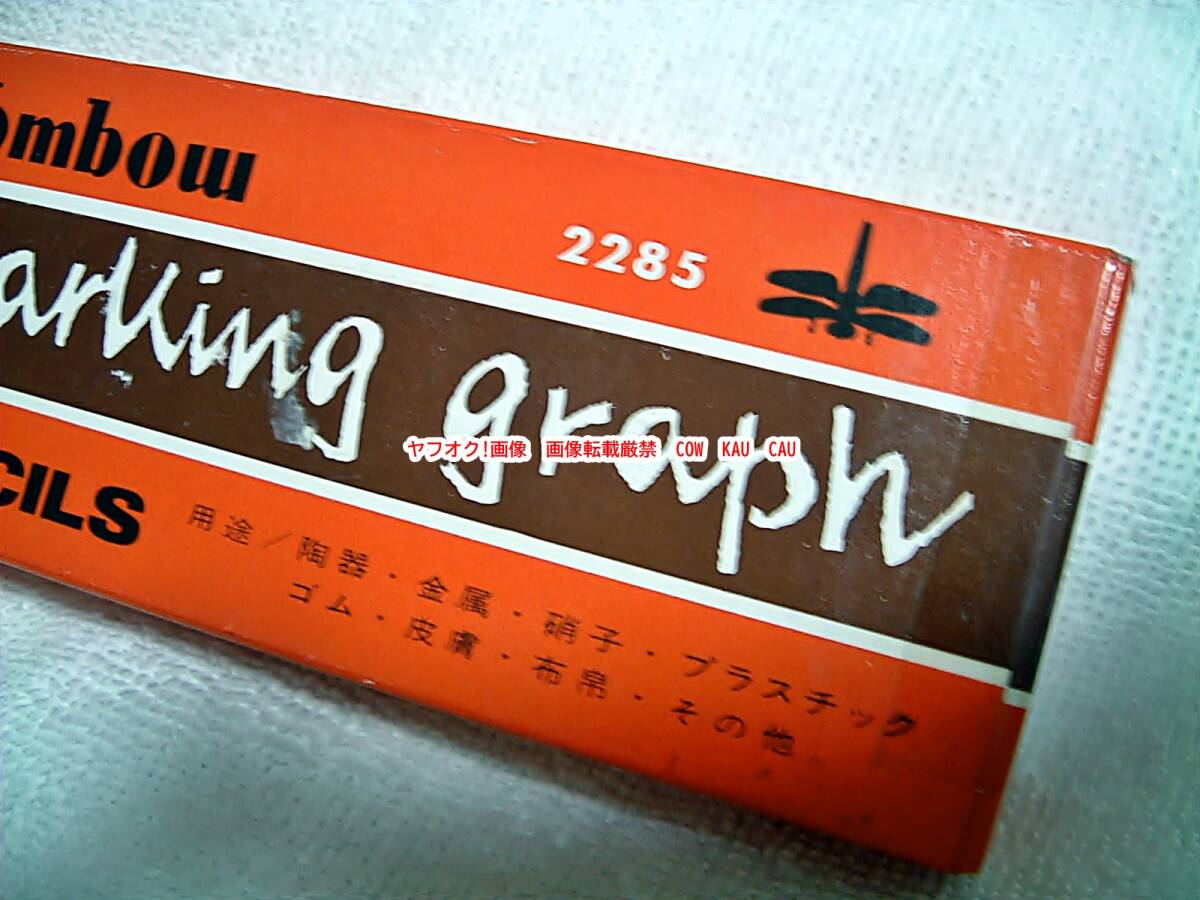 ombow
2285
arking graph
CILS
用途／陶器・金属・硝子・プラスチック
ゴム・皮膚・布帛・その他
ヤフオク!画像 画像転載厳禁 COW KAU CAU